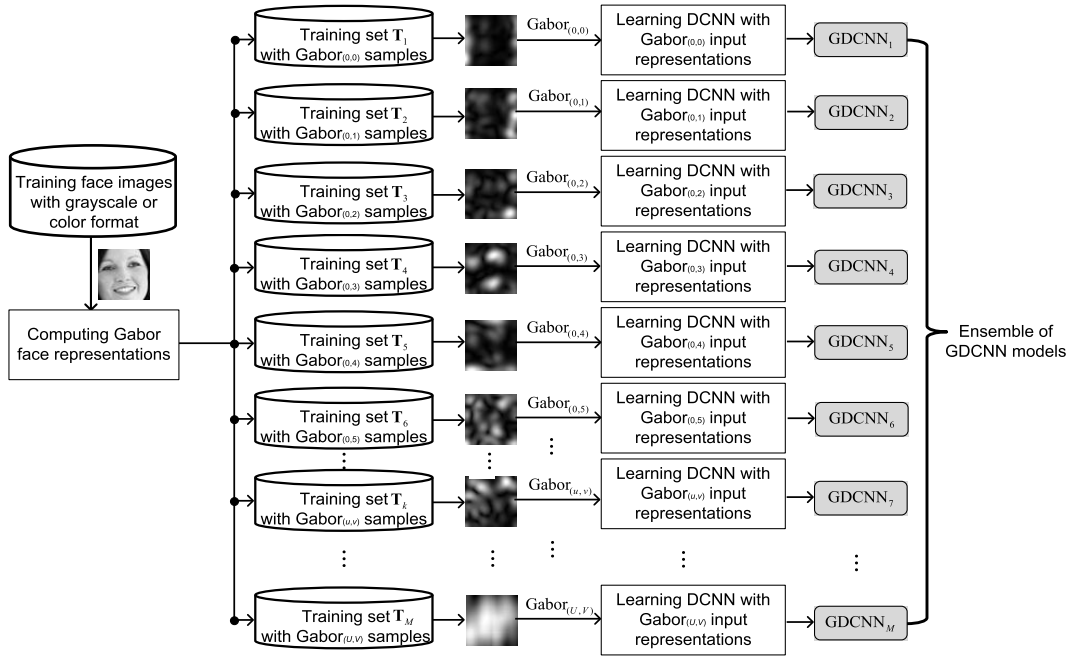 Training face images
with grayscale or
color format
Computing Gabor
face representations
Training set T₁
with Gabor₍₀,₀₎ samples
Gabor₍₀,₀₎
Learning DCNN with
Gabor₍₀,₀₎ input
representations
GDCNN₁
Training set T₂
with Gabor₍₀,₁₎ samples
Gabor₍₀,₁₎
Learning DCNN with
Gabor₍₀,₁₎ input
representations
GDCNN₂
Training set T₃
with Gabor₍₀,₂₎ samples
Gabor₍₀,₂₎
Learning DCNN with
Gabor₍₀,₂₎ input
representations
GDCNN₃
Training set T₄
with Gabor₍₀,₃₎ samples
Gabor₍₀,₃₎
Learning DCNN with
Gabor₍₀,₃₎ input
representations
GDCNN₄
Training set T₅
with Gabor₍₀,₄₎ samples
Gabor₍₀,₄₎
Learning DCNN with
Gabor₍₀,₄₎ input
representations
GDCNN₅
Training set T₆
with Gabor₍₀,₅₎ samples
Gabor₍₀,₅₎
Learning DCNN with
Gabor₍₀,₅₎ input
representations
GDCNN₆
Training set Tₖ
with Gabor(u,v) samples
Gabor(u,v)
Learning DCNN with
Gabor(u,v) input
representations
GDCNN₇
Training set T_M
with Gabor(U,V) samples
Gabor(U,V)
Learning DCNN with
Gabor(U,V) input
representations
GDCNN_M
Ensemble of
GDCNN models